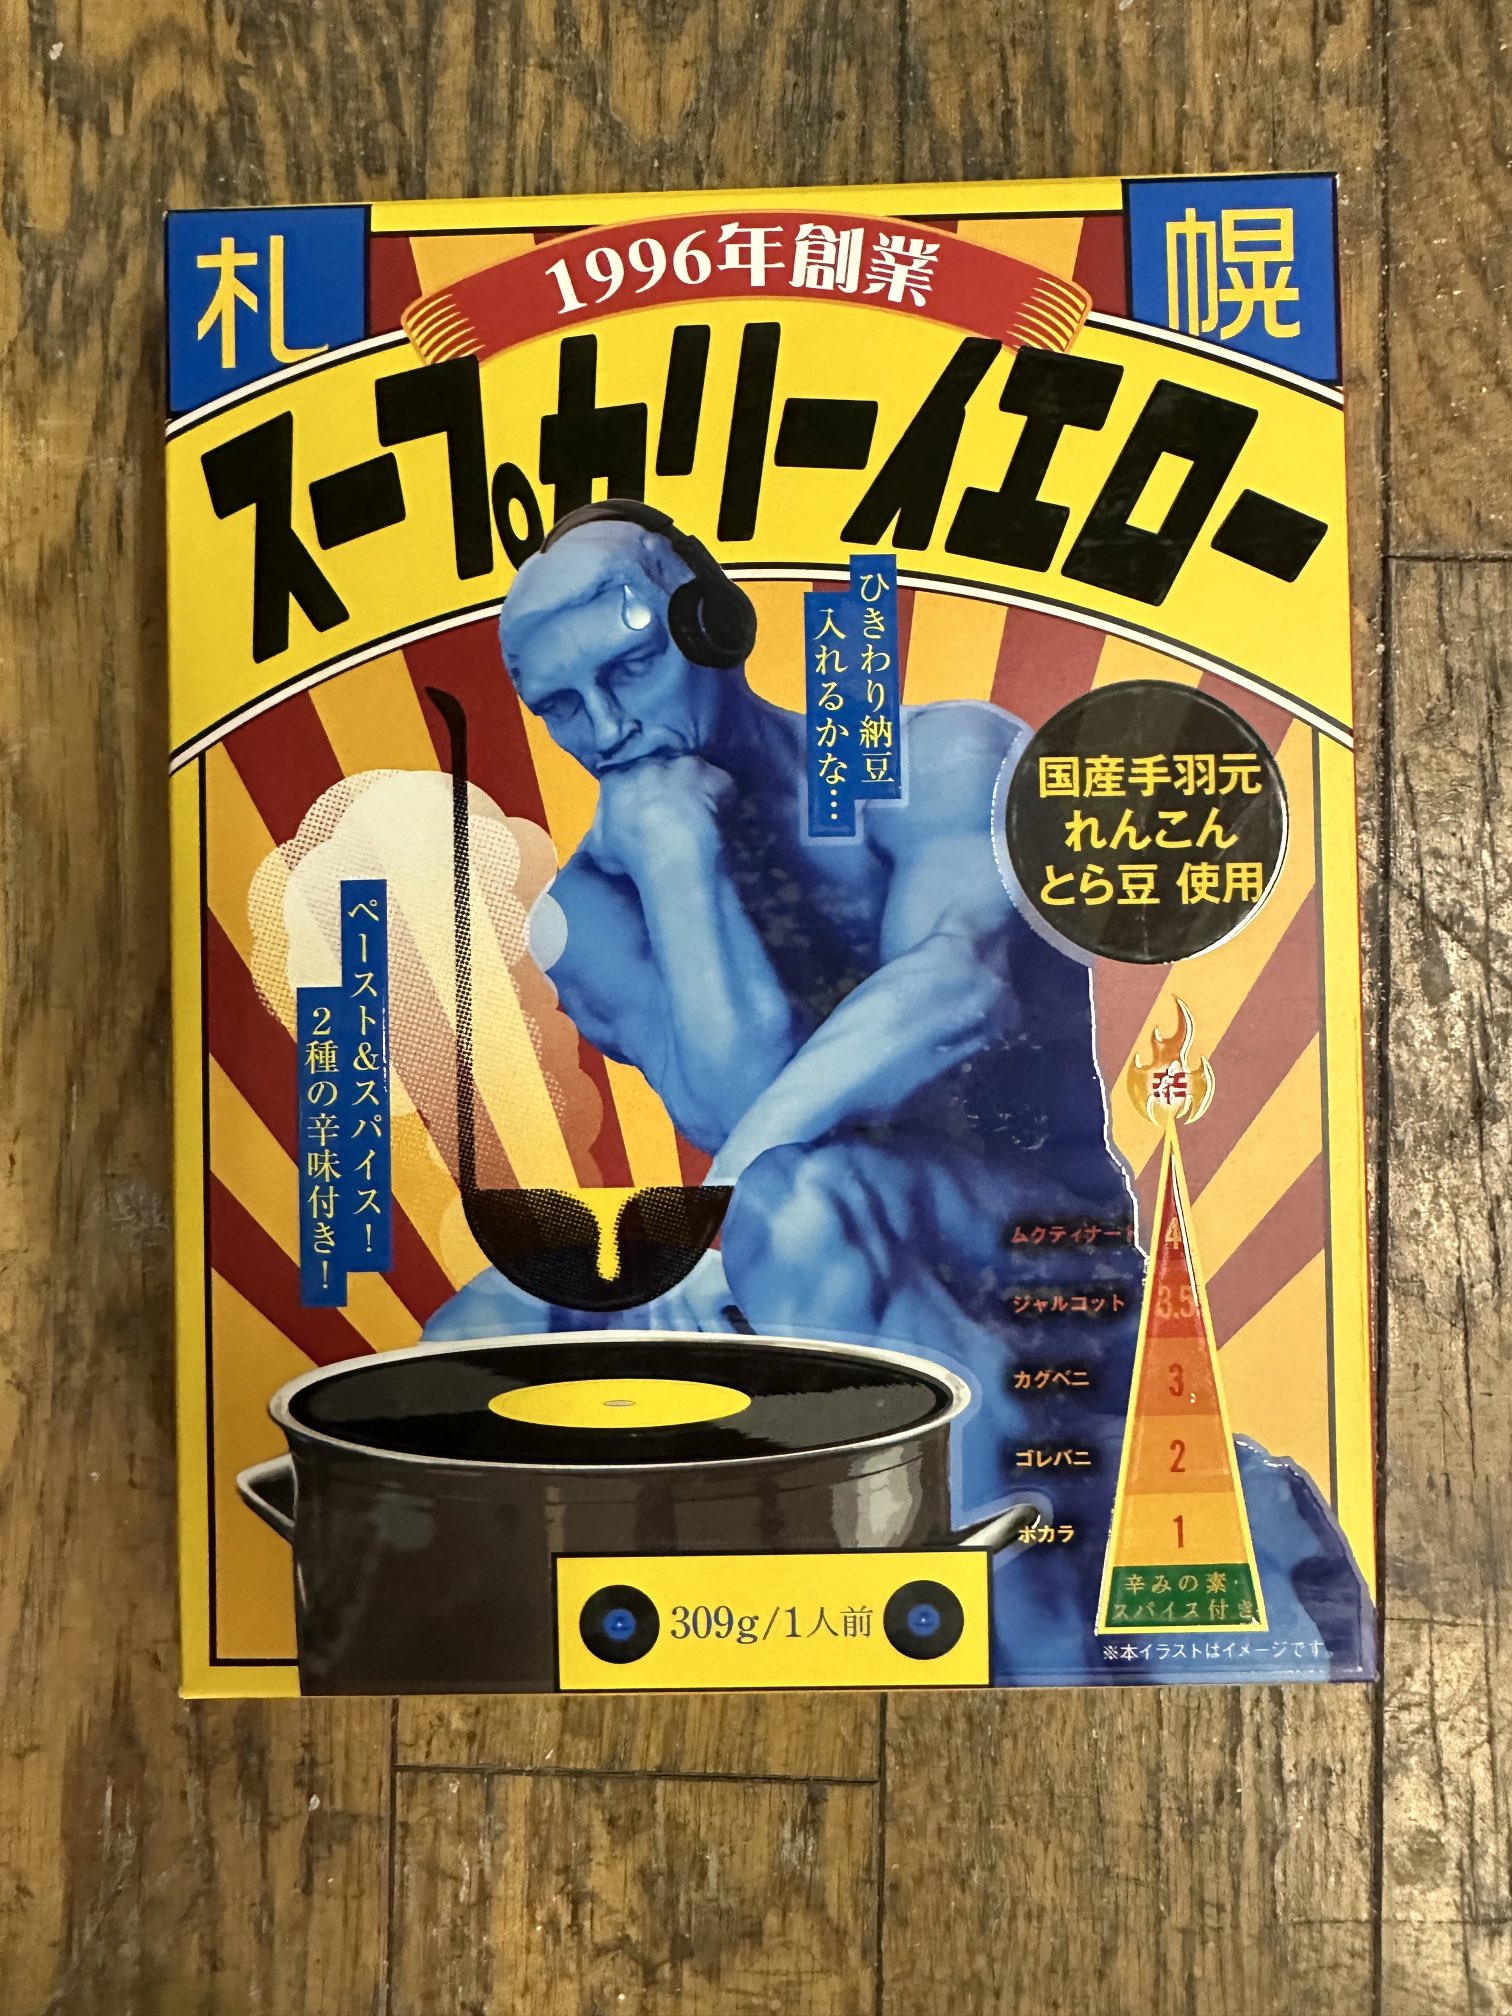 札
幌
1996年創業
スープカリーイエロー
ひきわり納豆
入れるかな…
国産手羽元
れんこん
とら豆 使用
ペースト&スパイス!
2種の辛味付き!
辛
ムクティナート 4
ジャルコット 3.5
カグベニ 3
ゴレパニ 2
ポカラ 1
辛みの素・
スパイス付き
309g/1人前
※本イラストはイメージです。